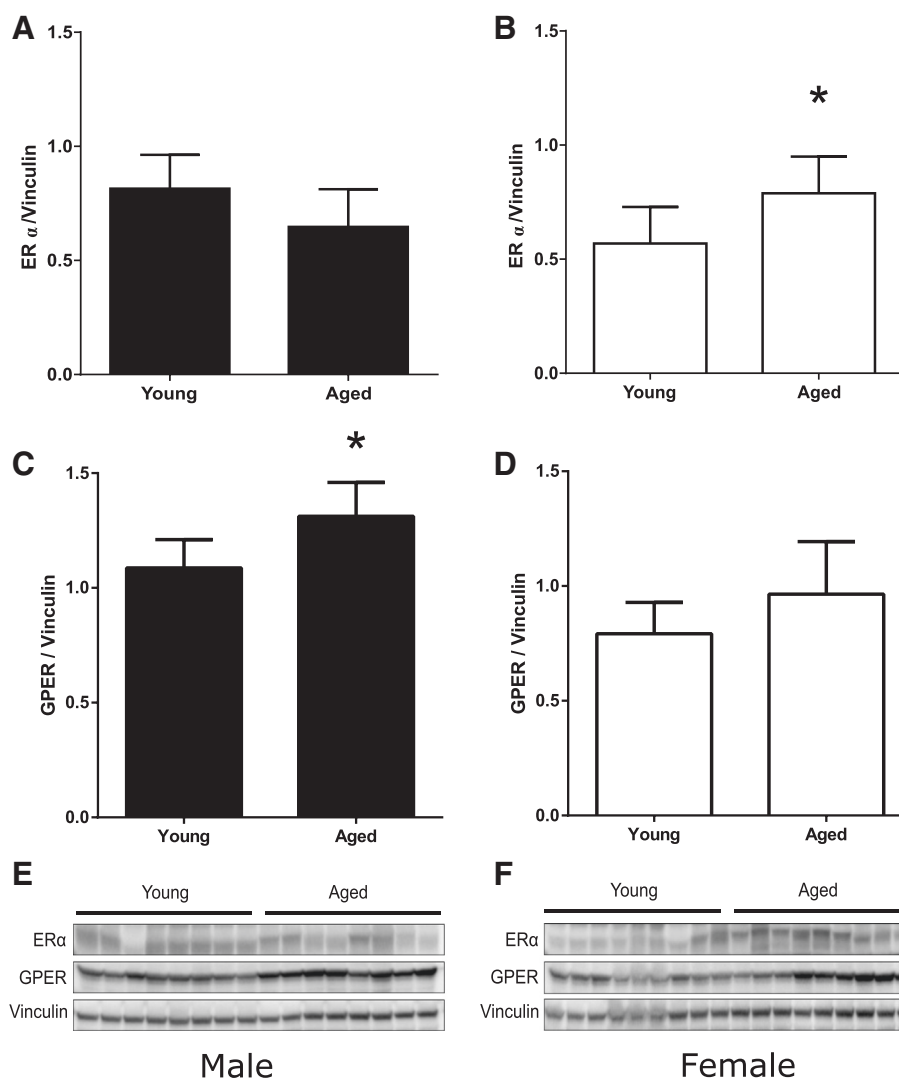 A
1.5
1.0
0.5
0.0
ER α /Vinculin
Young Aged
B
*
1.5
1.0
0.5
0.0
ER α /Vinculin
Young Aged
C
*
1.5
1.0
0.5
0.0
GPER / Vinculin
Young Aged
D
1.5
1.0
0.5
0.0
GPER / Vinculin
Young Aged
E
Young Aged
ERα
GPER
Vinculin
Male
F
Young Aged
ERα
GPER
Vinculin
Female